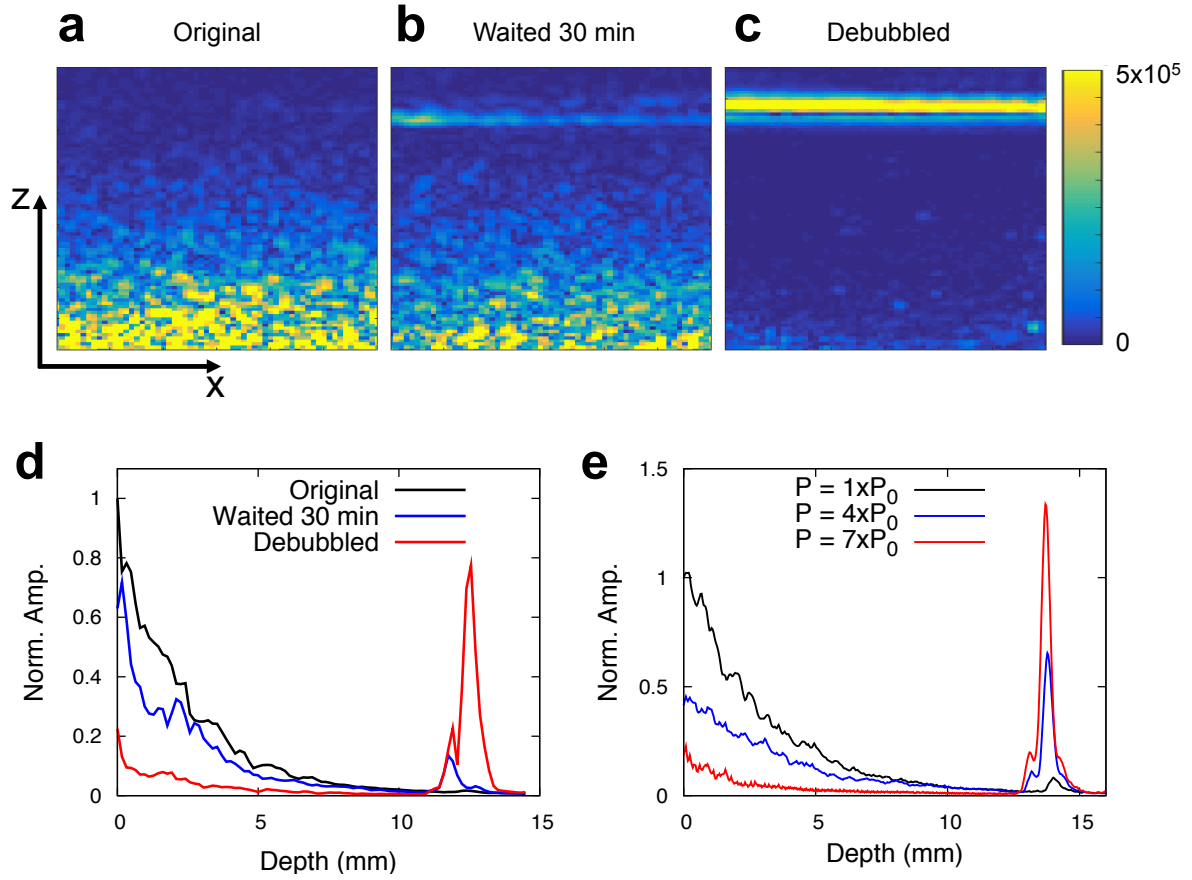 a Original
b Waited 30 min
c Debubbled
5x10⁵
0
z
x
d
1
0.8
0.6
0.4
0.2
0
Norm. Amp.
Original
Waited 30 min
Debubbled
0 5 10 15
Depth (mm)
e
1.5
1
0.5
0
Norm. Amp.
P = 1xP₀
P = 4xP₀
P = 7xP₀
0 5 10 15
Depth (mm)